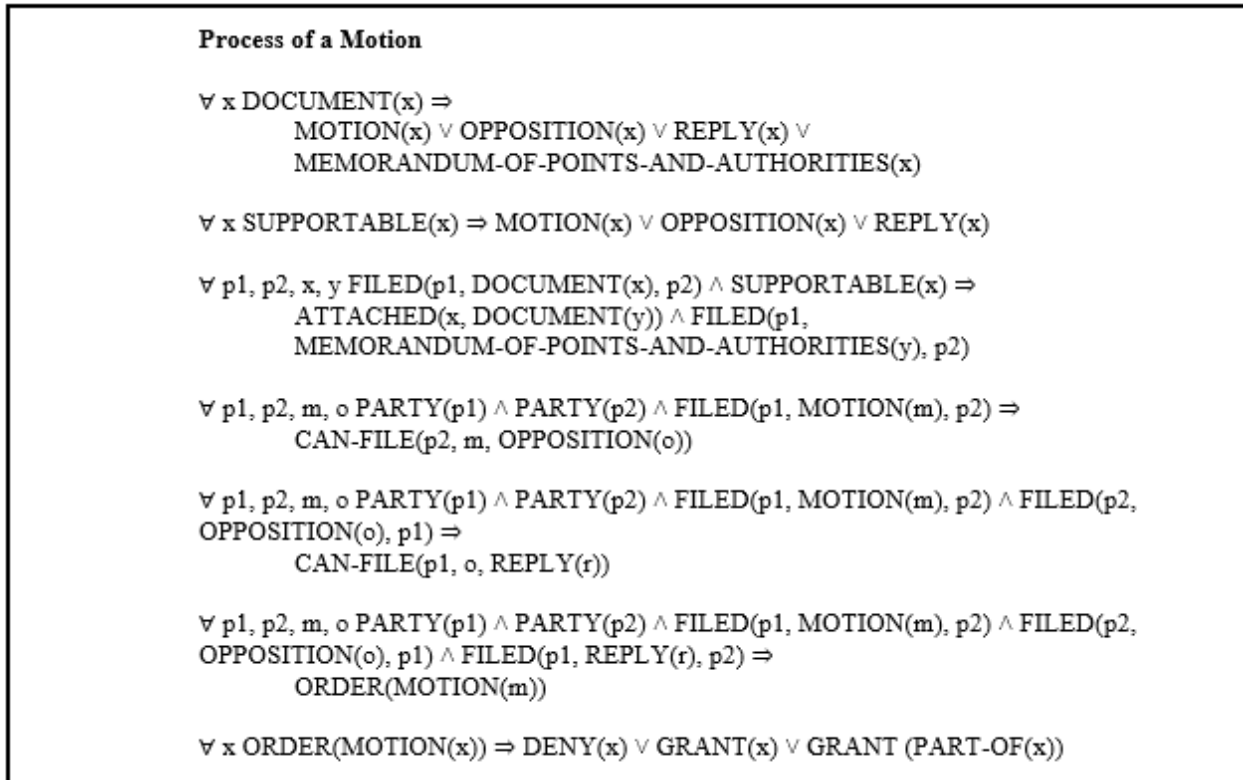 Process of a Motion
∀ x DOCUMENT(x) ⇒
MOTION(x) ∨ OPPOSITION(x) ∨ REPLY(x) ∨
MEMORANDUM-OF-POINTS-AND-AUTHORITIES(x)
∀ x SUPPORTABLE(x) ⇒ MOTION(x) ∨ OPPOSITION(x) ∨ REPLY(x)
∀ p1, p2, x, y FILED(p1, DOCUMENT(x), p2) ∧ SUPPORTABLE(x) ⇒
ATTACHED(x, DOCUMENT(y)) ∧ FILED(p1,
MEMORANDUM-OF-POINTS-AND-AUTHORITIES(y), p2)
∀ p1, p2, m, o PARTY(p1) ∧ PARTY(p2) ∧ FILED(p1, MOTION(m), p2) ⇒
CAN-FILE(p2, m, OPPOSITION(o))
∀ p1, p2, m, o PARTY(p1) ∧ PARTY(p2) ∧ FILED(p1, MOTION(m), p2) ∧ FILED(p2,
OPPOSITION(o), p1) ⇒
CAN-FILE(p1, o, REPLY(r))
∀ p1, p2, m, o PARTY(p1) ∧ PARTY(p2) ∧ FILED(p1, MOTION(m), p2) ∧ FILED(p2,
OPPOSITION(o), p1) ∧ FILED(p1, REPLY(r), p2) ⇒
ORDER(MOTION(m))
∀ x ORDER(MOTION(x)) ⇒ DENY(x) ∨ GRANT(x) ∨ GRANT (PART-OF(x))